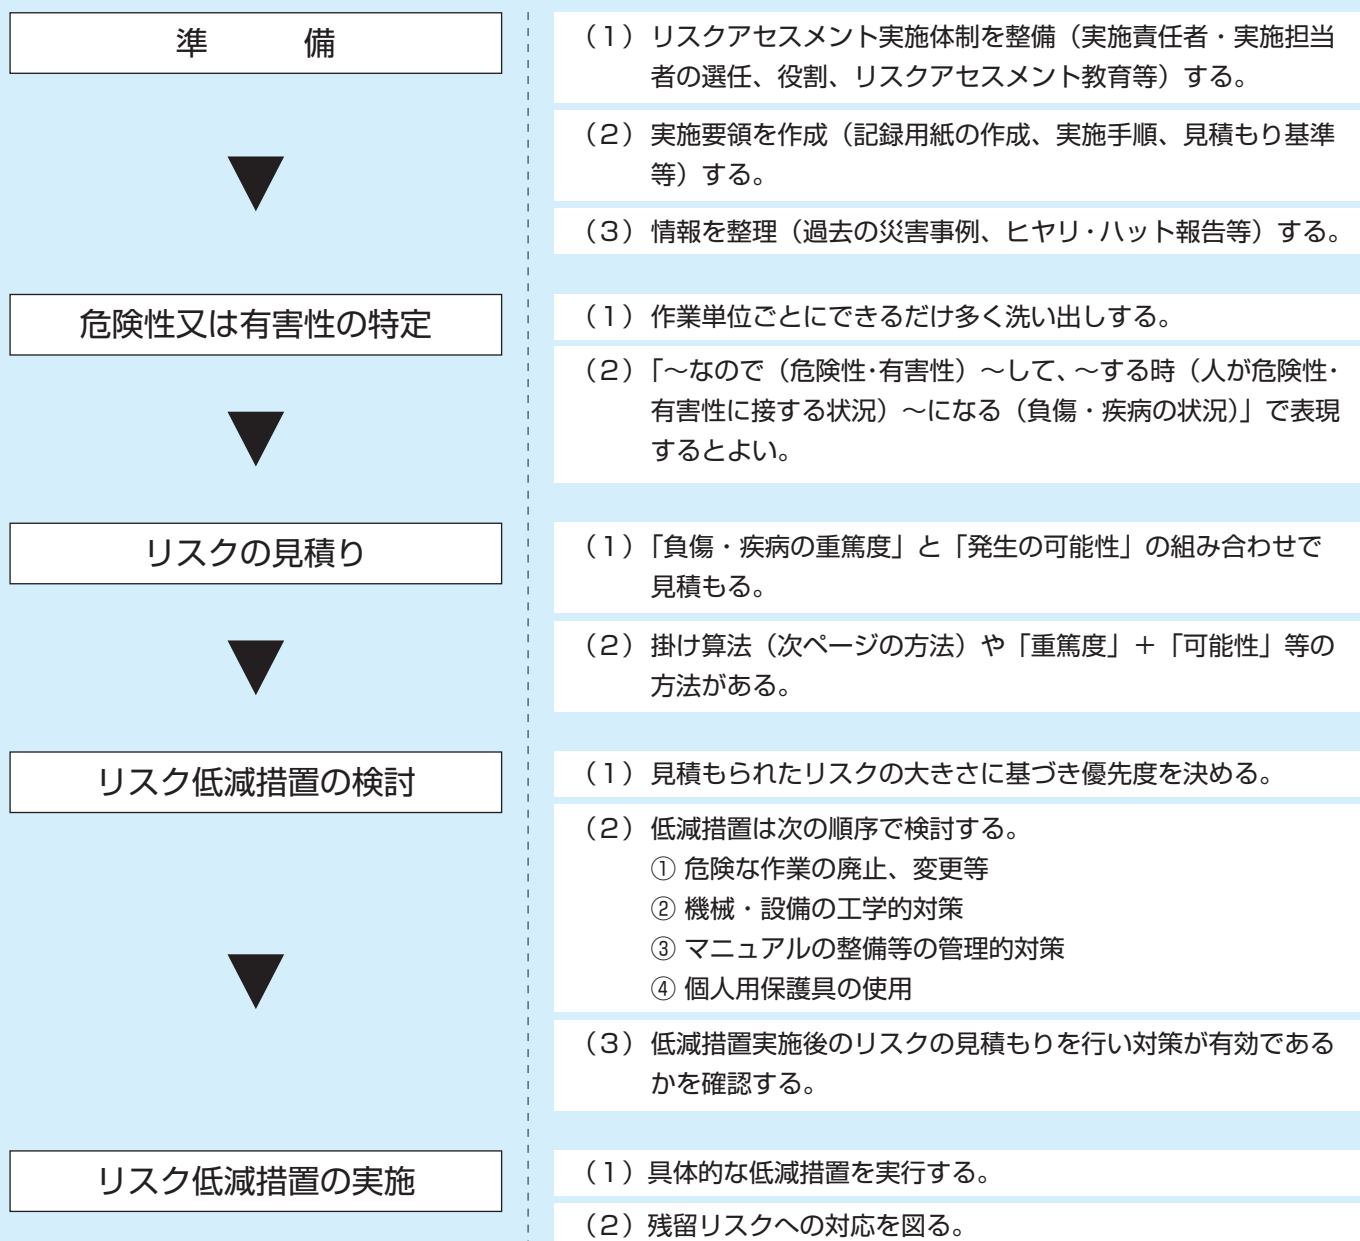 準　　備
（１）リスクアセスメント実施体制を整備（実施責任者・実施担当
者の選任、役割、リスクアセスメント教育等）する。
（２）実施要領を作成（記録用紙の作成、実施手順、見積もり基準
等）する。
（３）情報を整理（過去の災害事例、ヒヤリ・ハット報告等）する。
危険性又は有害性の特定
（１）作業単位ごとにできるだけ多く洗い出しする。
（２）「～なので（危険性・有害性）～して、～する時（人が危険性・
有害性に接する状況）～になる（負傷・疾病の状況）」で表現
するとよい。
リスクの見積り
（１）「負傷・疾病の重篤度」と「発生の可能性」の組み合わせで
見積もる。
（２）掛け算法（次ページの方法）や「重篤度」＋「可能性」等の
方法がある。
リスク低減措置の検討
（１）見積もられたリスクの大きさに基づき優先度を決める。
（２）低減措置は次の順序で検討する。
① 危険な作業の廃止、変更等
② 機械・設備の工学的対策
③ マニュアルの整備等の管理的対策
④ 個人用保護具の使用
（３）低減措置実施後のリスクの見積もりを行い対策が有効である
かを確認する。
リスク低減措置の実施
（１）具体的な低減措置を実行する。
（２）残留リスクへの対応を図る。